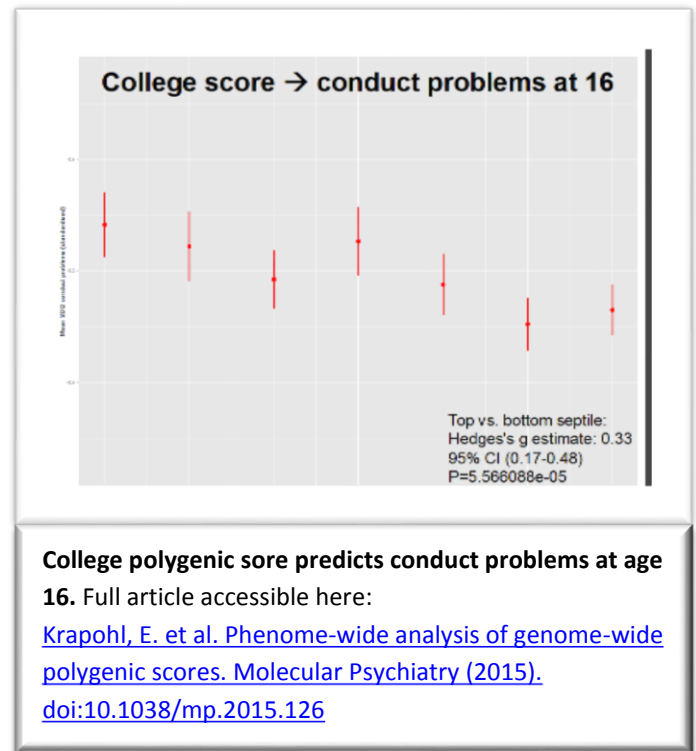 College score → conduct problems at 16
Top vs. bottom septile:
Hedges's g estimate: 0.33
95% CI (0.17-0.48)
P=5.566088e-05
College polygenic sore predicts conduct problems at age
16. Full article accessible here:
Krapohl, E. et al. Phenome-wide analysis of genome-wide
polygenic scores. Molecular Psychiatry (2015).
doi:10.1038/mp.2015.126